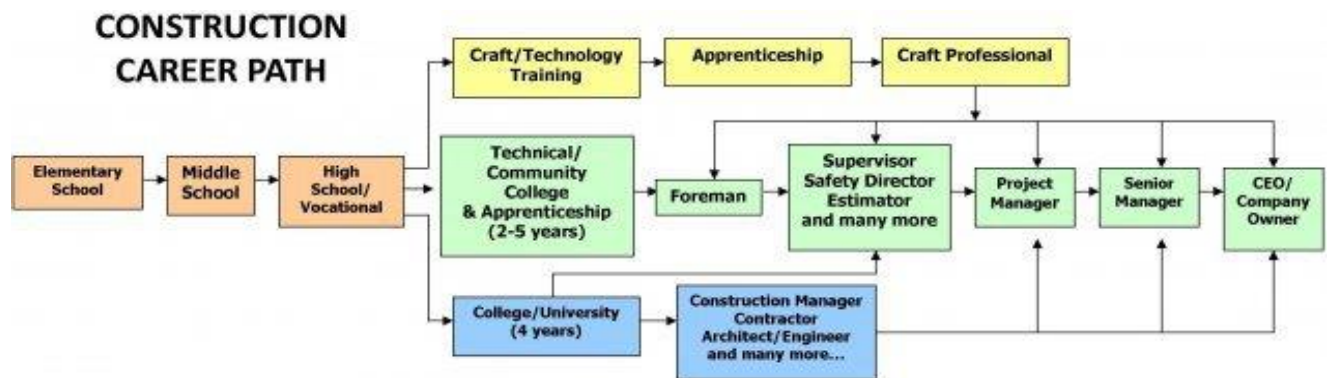 CONSTRUCTION
CAREER PATH
Craft/Technology
Training
Apprenticeship
Craft Professional
Elementary
School
Middle
School
High
School/
Vocational
Technical/
Community
College
& Apprenticeship
(2-5 years)
Foreman
Supervisor
Safety Director
Estimator
and many more
Project
Manager
Senior
Manager
CEO/
Company
Owner
College/University
(4 years)
Construction Manager
Contractor
Architect/Engineer
and many more...